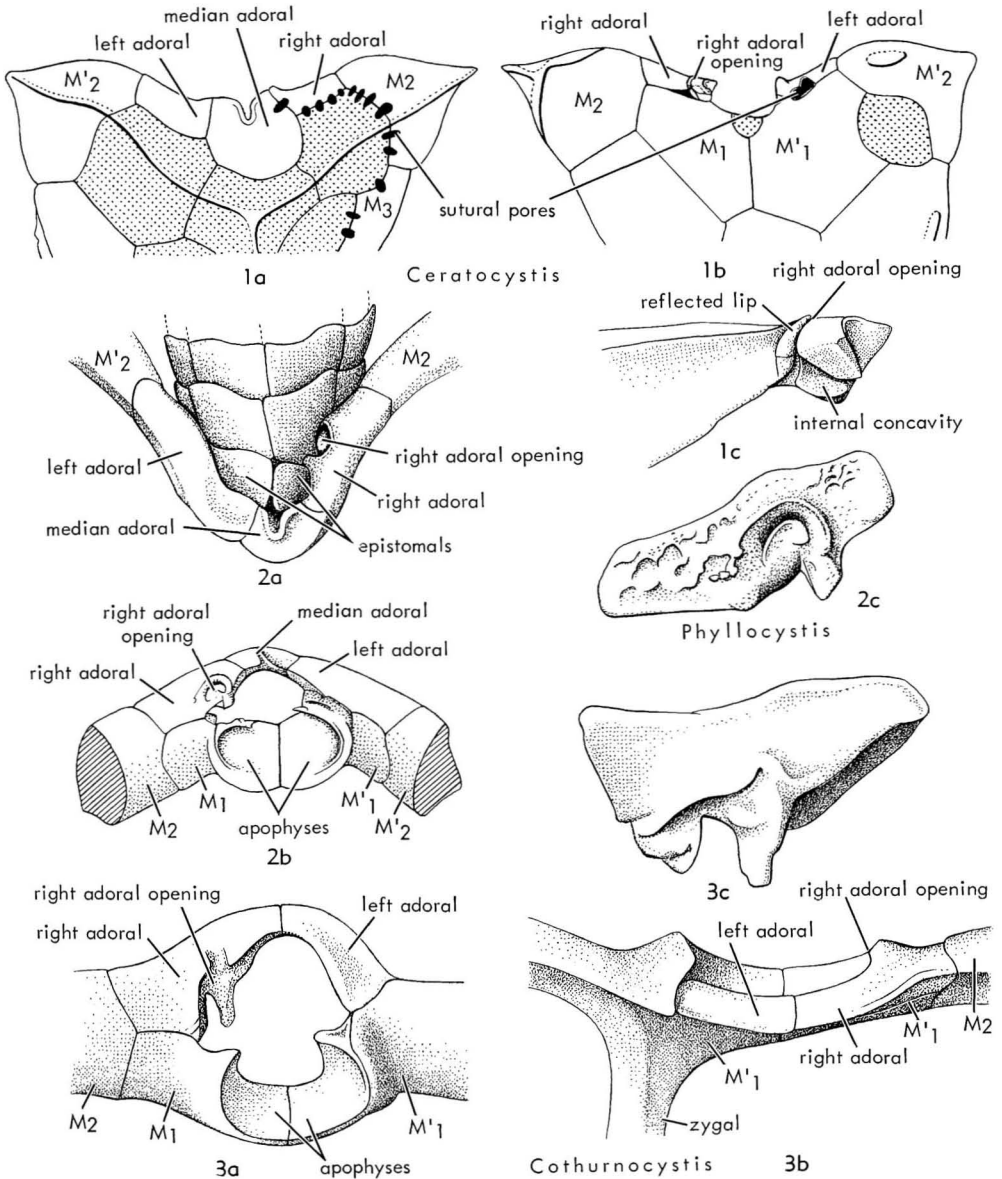 median adoral
left adoral
right adoral
M'2
M2
M3
1a
right adoral
right adoral
opening
left adoral
M2
M1
M'1
M'2
sutural pores
1b
Ceratocystis
M'2
M2
left adoral
right adoral opening
right adoral
median adoral
epistomals
2a
right adoral opening
reflected lip
internal concavity
1c
2c
Phyllocystis
right adoral
opening
median adoral
right adoral
left adoral
M2
M1
M'1
M'2
apophyses
2b
3c
right adoral opening
right adoral
left adoral
M2
M1
M'1
apophyses
3a
right adoral opening
left adoral
M'1
M2
right adoral
M'1
zygal
Cothurnocystis
3b